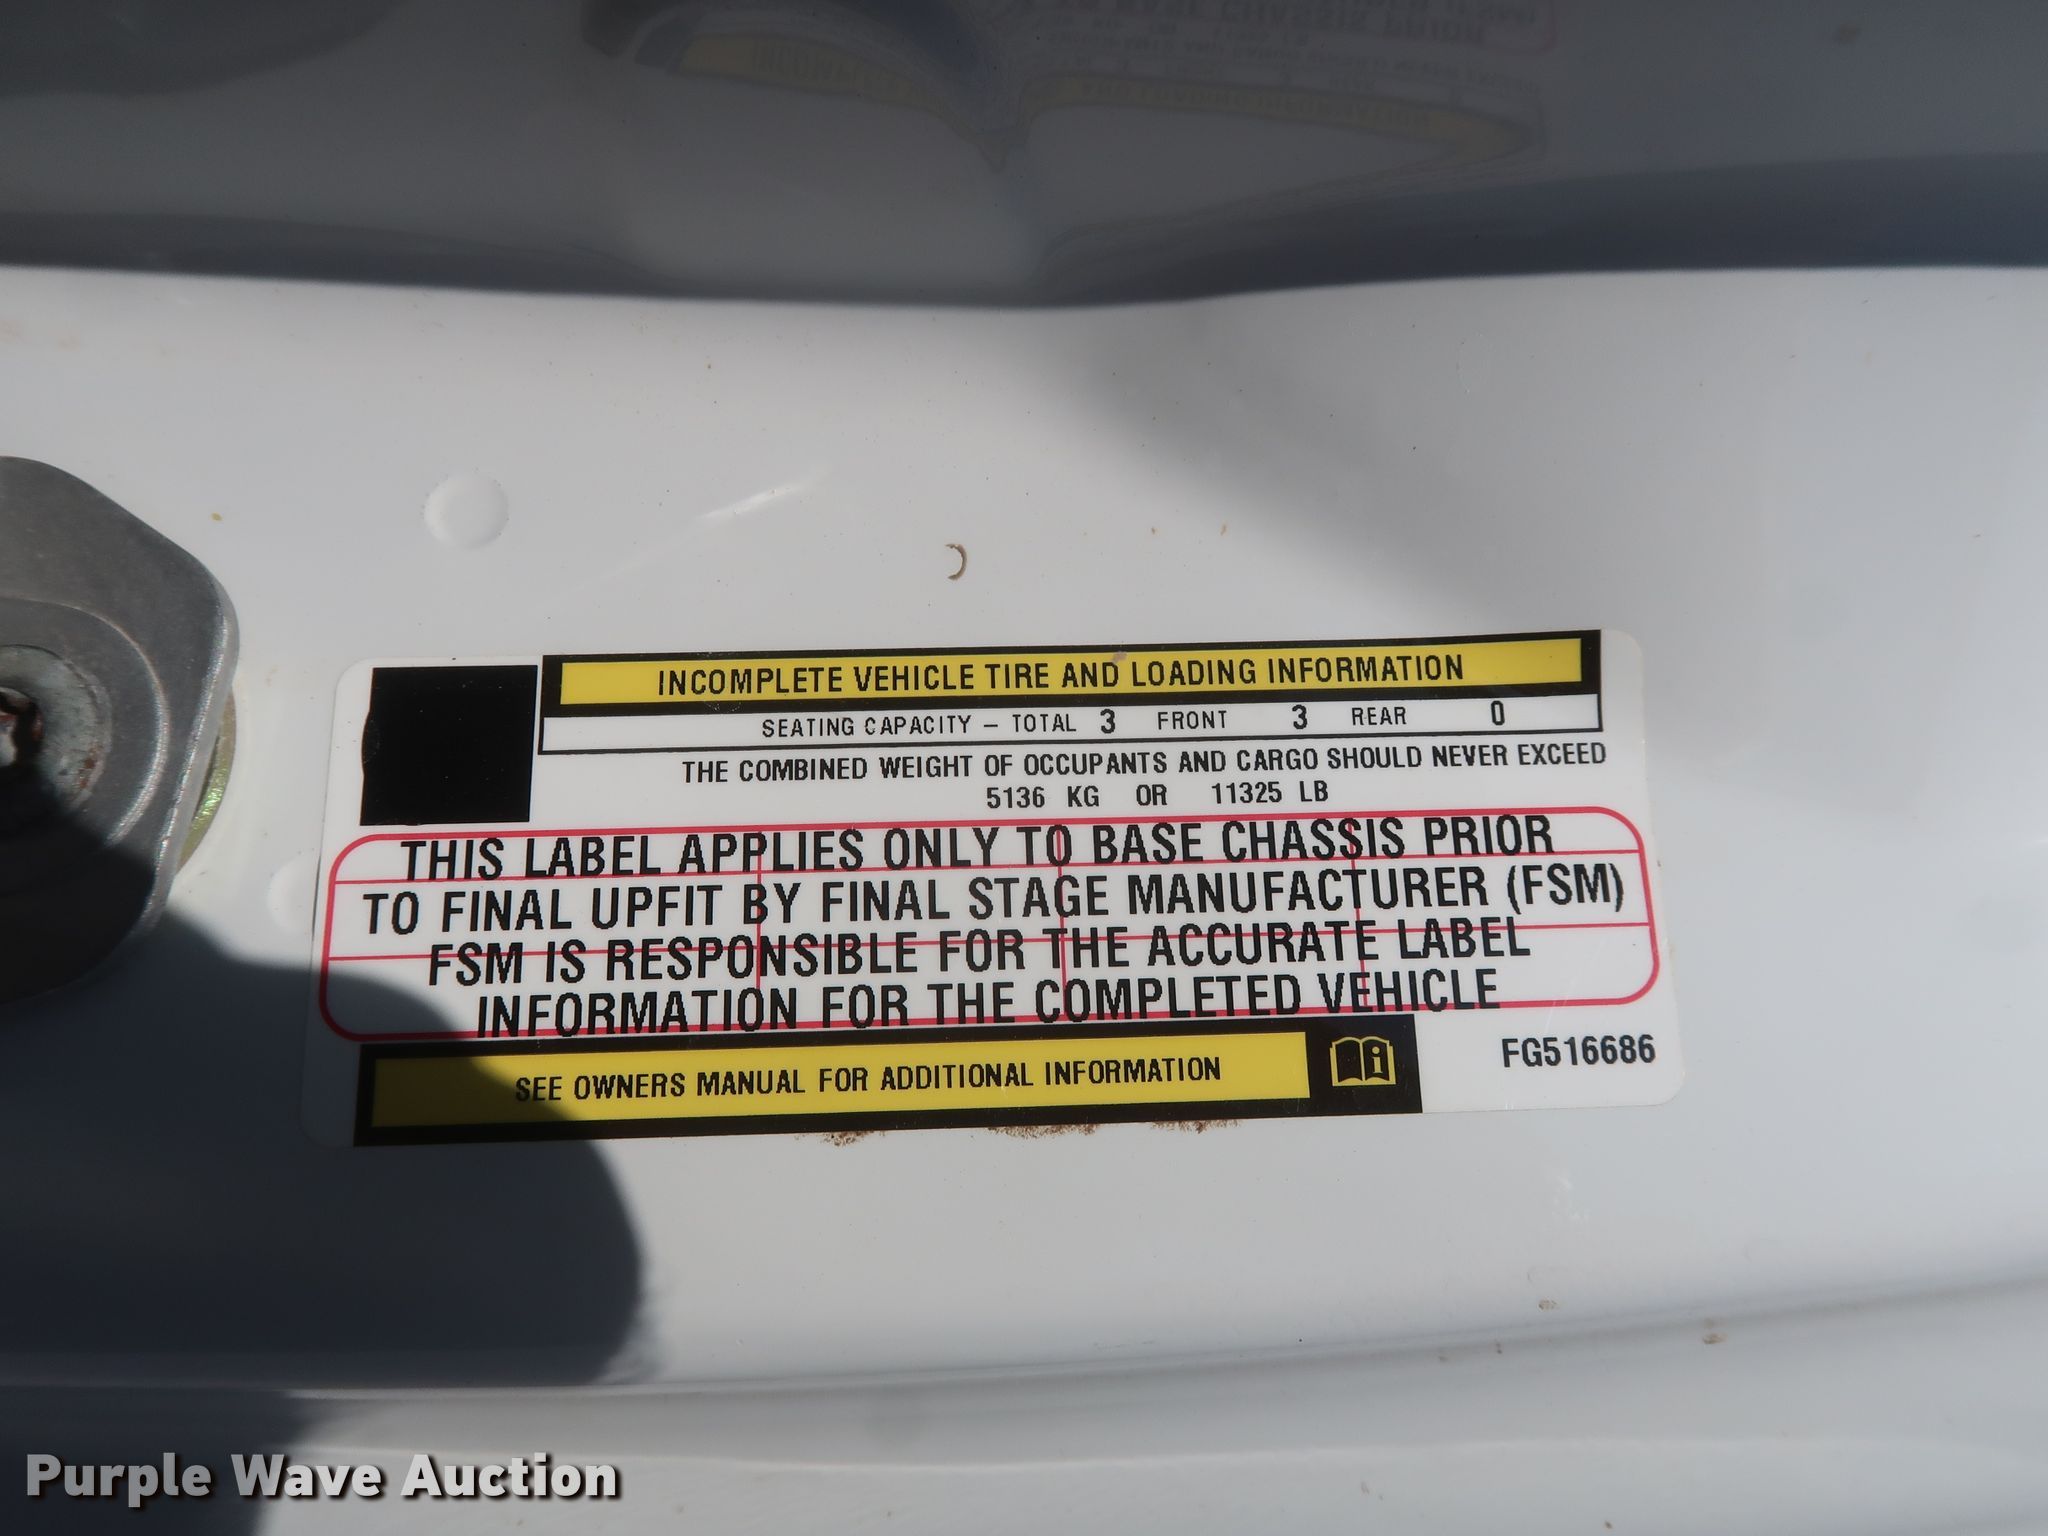 INCOMPLETE VEHICLE TIRE AND LOADING INFORMATION
SEATING CAPACITY – TOTAL 3 FRONT 3 REAR 0
THE COMBINED WEIGHT OF OCCUPANTS AND CARGO SHOULD NEVER EXCEED
5136 KG OR 11325 LB
THIS LABEL APPLIES ONLY TO BASE CHASSIS PRIOR
TO FINAL UPFIT BY FINAL STAGE MANUFACTURER (FSM)
FSM IS RESPONSIBLE FOR THE ACCURATE LABEL
INFORMATION FOR THE COMPLETED VEHICLE
SEE OWNERS MANUAL FOR ADDITIONAL INFORMATION
FG516686
Purple Wave Auction